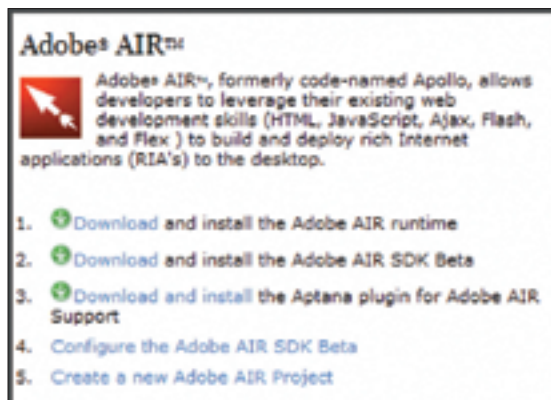 Adobe® AIR™
Adobe® AIR™, formerly code-named Apollo, allows
developers to leverage their existing web
development skills (HTML, JavaScript, Ajax, Flash,
and Flex ) to build and deploy rich Internet
applications (RIA's) to the desktop.
1. Download and install the Adobe AIR runtime
2. Download and install the Adobe AIR SDK Beta
3. Download and install the Aptana plugin for Adobe AIR
Support
4. Configure the Adobe AIR SDK Beta
5. Create a new Adobe AIR Project